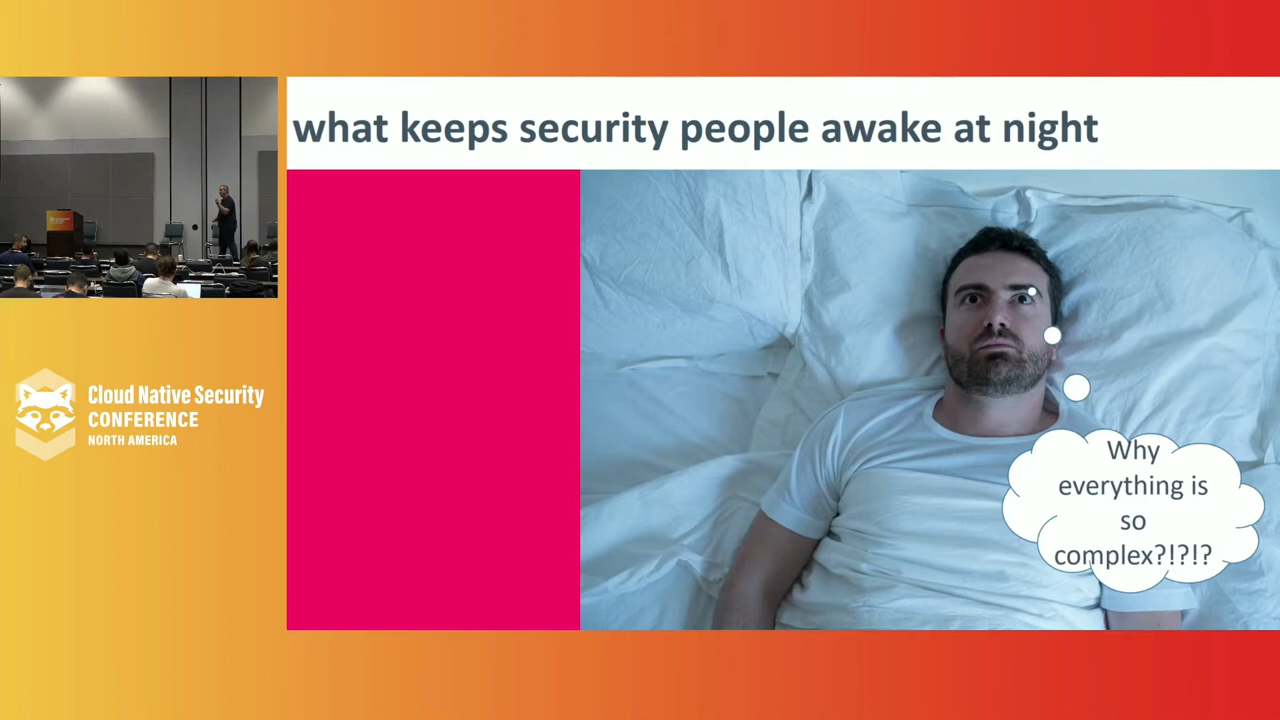 what keeps security people awake at night
Why
everything is
so
complex?!?!?
Cloud Native Security
CONFERENCE
NORTH AMERICA